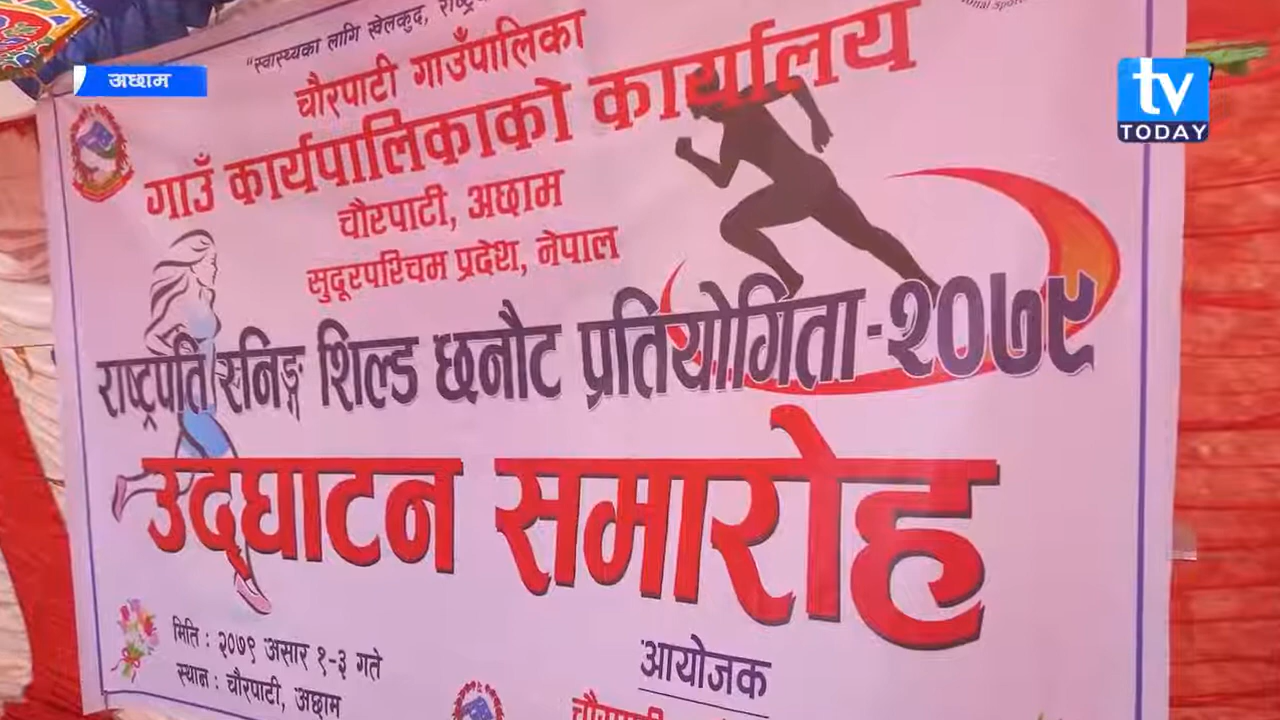 "स्वास्थ्यका लागि खेलकुद,
चौरपाटी गाउँपालिका
गाउँ कार्यपालिकाको कार्यालय
चौरपाटी, अछाम
सुदूरपश्चिम प्रदेश, नेपाल
राष्ट्रपति रनिङ्ग शिल्ड छनौट प्रतियोगिता-२०७९
उद्घाटन समारोह
मिति : २०७९ असार १-३ गते
स्थान : चौरपाटी, अछाम
आयोजक
अछाम
tv
TODAY